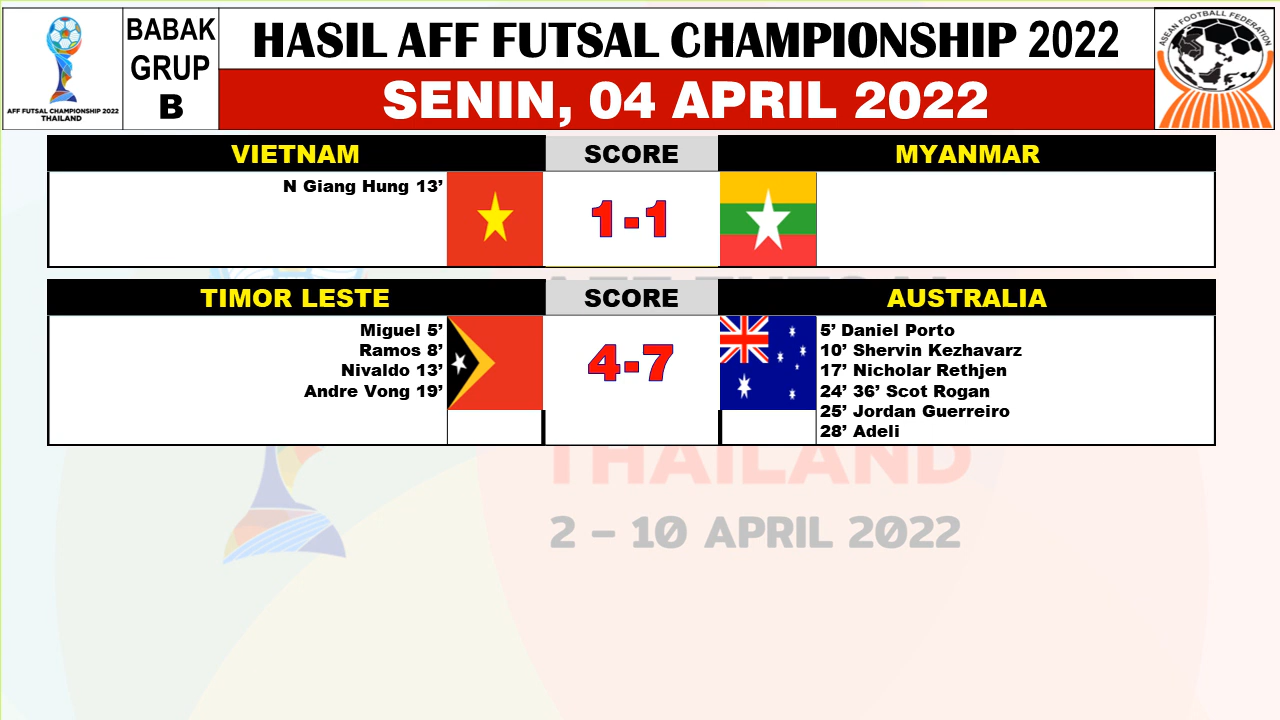 AFF FUTSAL CHAMPIONSHIP 2022
THAILAND
BABAK
GRUP
B
HASIL AFF FUTSAL CHAMPIONSHIP 2022
SENIN, 04 APRIL 2022
ASEAN FOOTBALL FEDERATION
VIETNAM SCORE MYANMAR
N Giang Hung 13’
1-1
TIMOR LESTE SCORE AUSTRALIA
Miguel 5’
Ramos 8’
Nivaldo 13’
Andre Vong 19’
4-7
5’ Daniel Porto
10’ Shervin Kezhavarz
17’ Nicholar Rethjen
24’ 36’ Scot Rogan
25’ Jordan Guerreiro
28’ Adeli
THAILAND
2 – 10 APRIL 2022